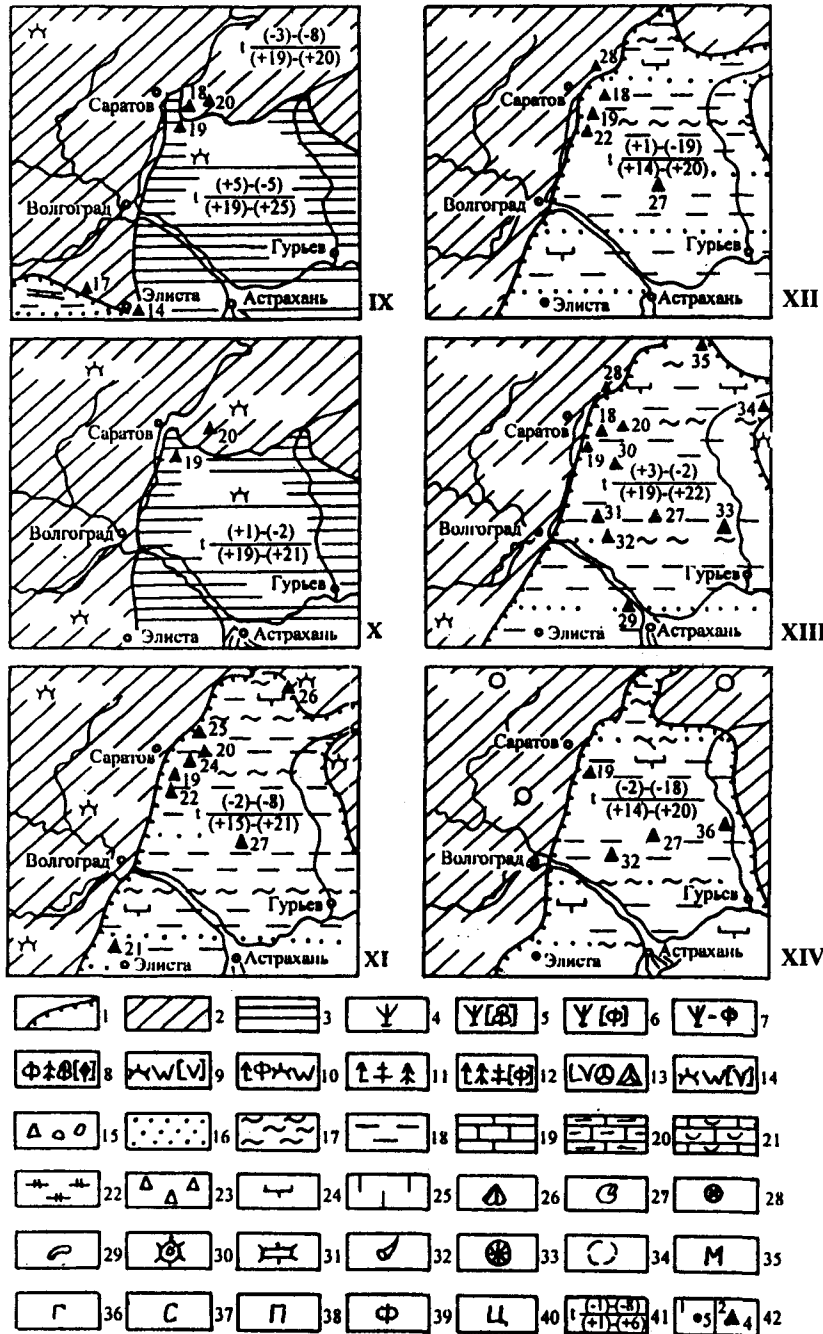 t (-3)-(-8)
(+19)-(+20)
Саратов
18
20
19
t (+5)-(-5)
(+19)-(+25)
Волгоград
Гурьев
17
Элиста
14
Астрахань
IX
28
Саратов
18
19
22
t (+1)-(-19)
(+14)-(+20)
27
Волгоград
Гурьев
Элиста
Астрахань
XII
Саратов
20
19
t (+1)-(-2)
(+19)-(+21)
Волгоград
Гурьев
Элиста
Астрахань
X
35
28
34
Саратов
18
20
19
30
t (+3)-(-2)
(+19)-(+22)
31
27
33
Волгоград
32
Гурьев
29
Элиста
Астрахань
XIII
26
25
Саратов
20
24
19
22
t (-2)-(-8)
(+15)-(+21)
27
Волгоград
Гурьев
21
Элиста
Астрахань
XI
Саратов
19
t (-2)-(-18)
(+14)-(+20)
36
27
Волгоград
32
Гурьев
Элиста
Астрахань
XIV
1 2 3 4 5 [Ф] 6 Ф 7
Ф 8 [V] 9 Ф 10 11 [Ф] 12 13 [V] 14
15 16 17 18 19 20 21
22 23 24 25 26 27 28
29 30 31 32 33 34 М 35
Г 36 С 37 П 38 Ф 39 Ц 40 t (-1)-(-8) 41 1 5 2 4 42
(+1)-(+6)